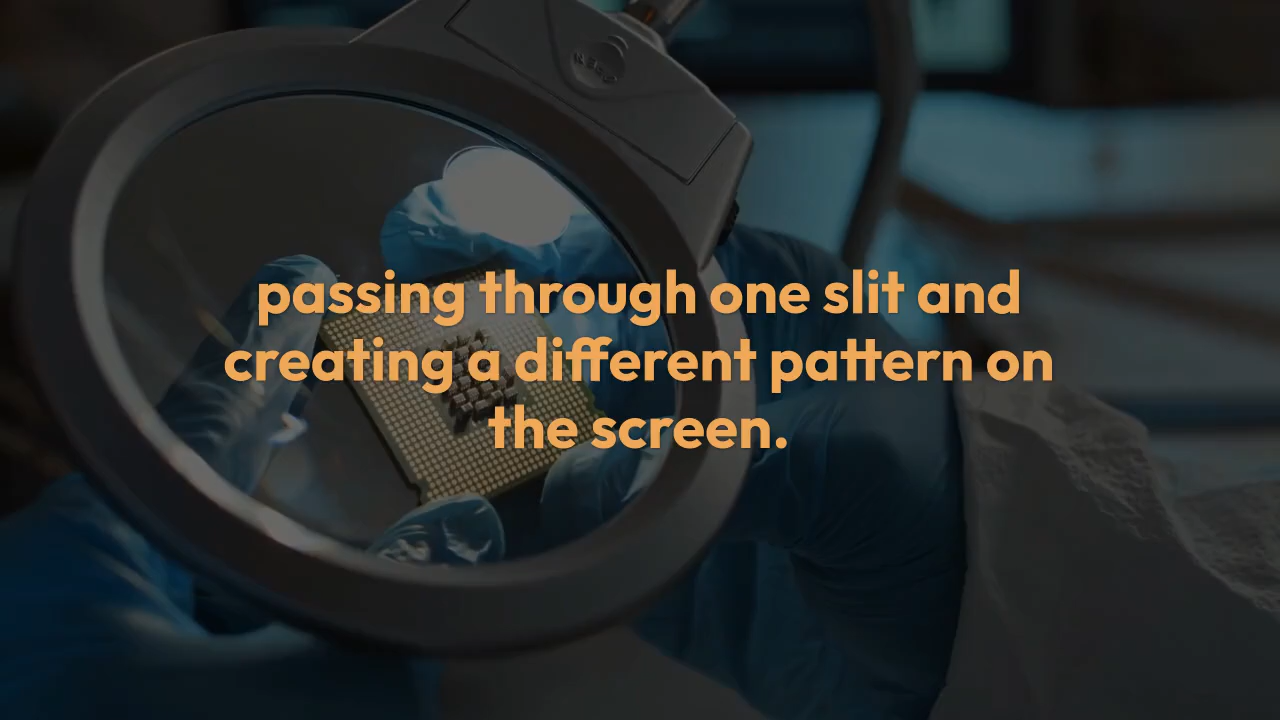 passing through one slit and
creating a different pattern on
the screen.